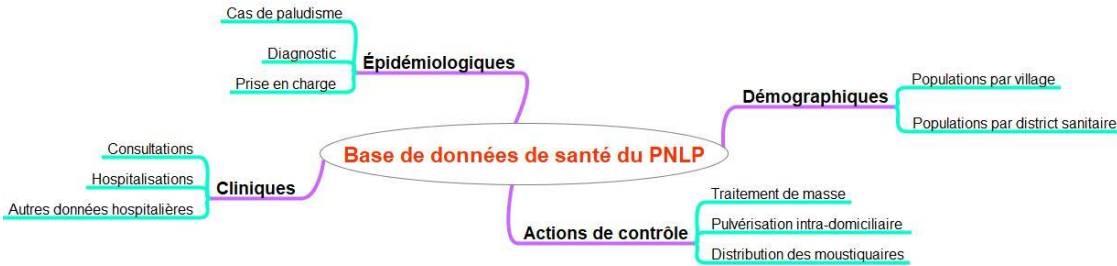 Cas de paludisme
Diagnostic
Prise en charge
Épidémiologiques
Démographiques
Populations par village
Populations par district sanitaire
Base de données de santé du PNLP
Consultations
Hospitalisations
Autres données hospitalières
Cliniques
Actions de contrôle
Traitement de masse
Pulvérisation intra-domiciliaire
Distribution des moustiquaires